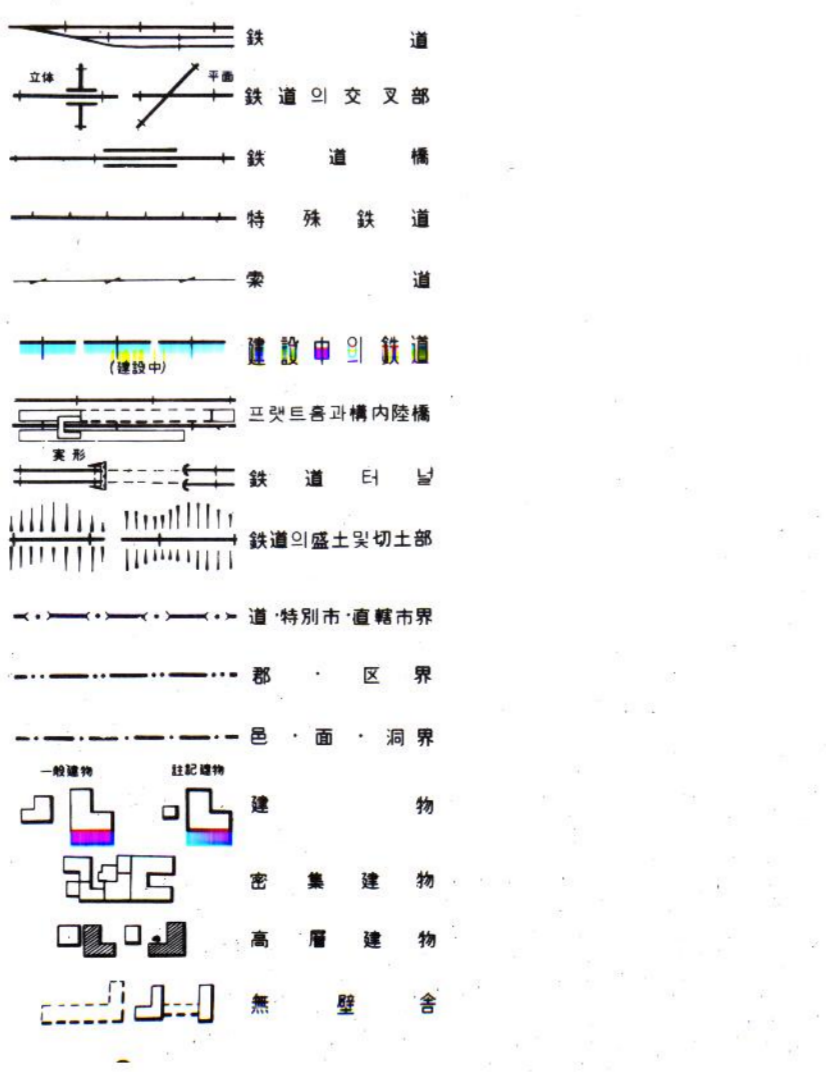 鉄道
立体 平面
鉄道의交叉部
鉄道橋
特殊鉄道
索道
建設中의鉄道
(建設中)
프랫트홈과構内陸橋
実形
鉄道터널
鉄道의盛土및切土部
道·特別市·直轄市界
郡·区界
邑·面·洞界
一般建物 註記建物
建物
密集建物
高層建物
無壁舎